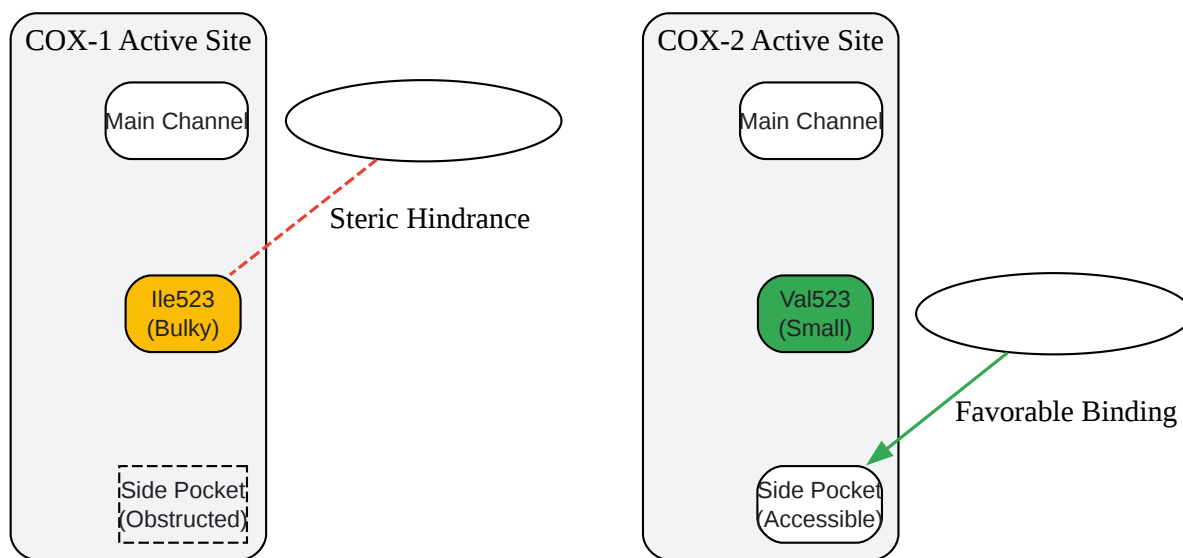 COX-1 Active Site
Main Channel
Steric Hindrance
Ile523
(Bulky)
Side Pocket
(Obstructed)
COX-2 Active Site
Main Channel
Val523
(Small)
Favorable Binding
Side Pocket
(Accessible)